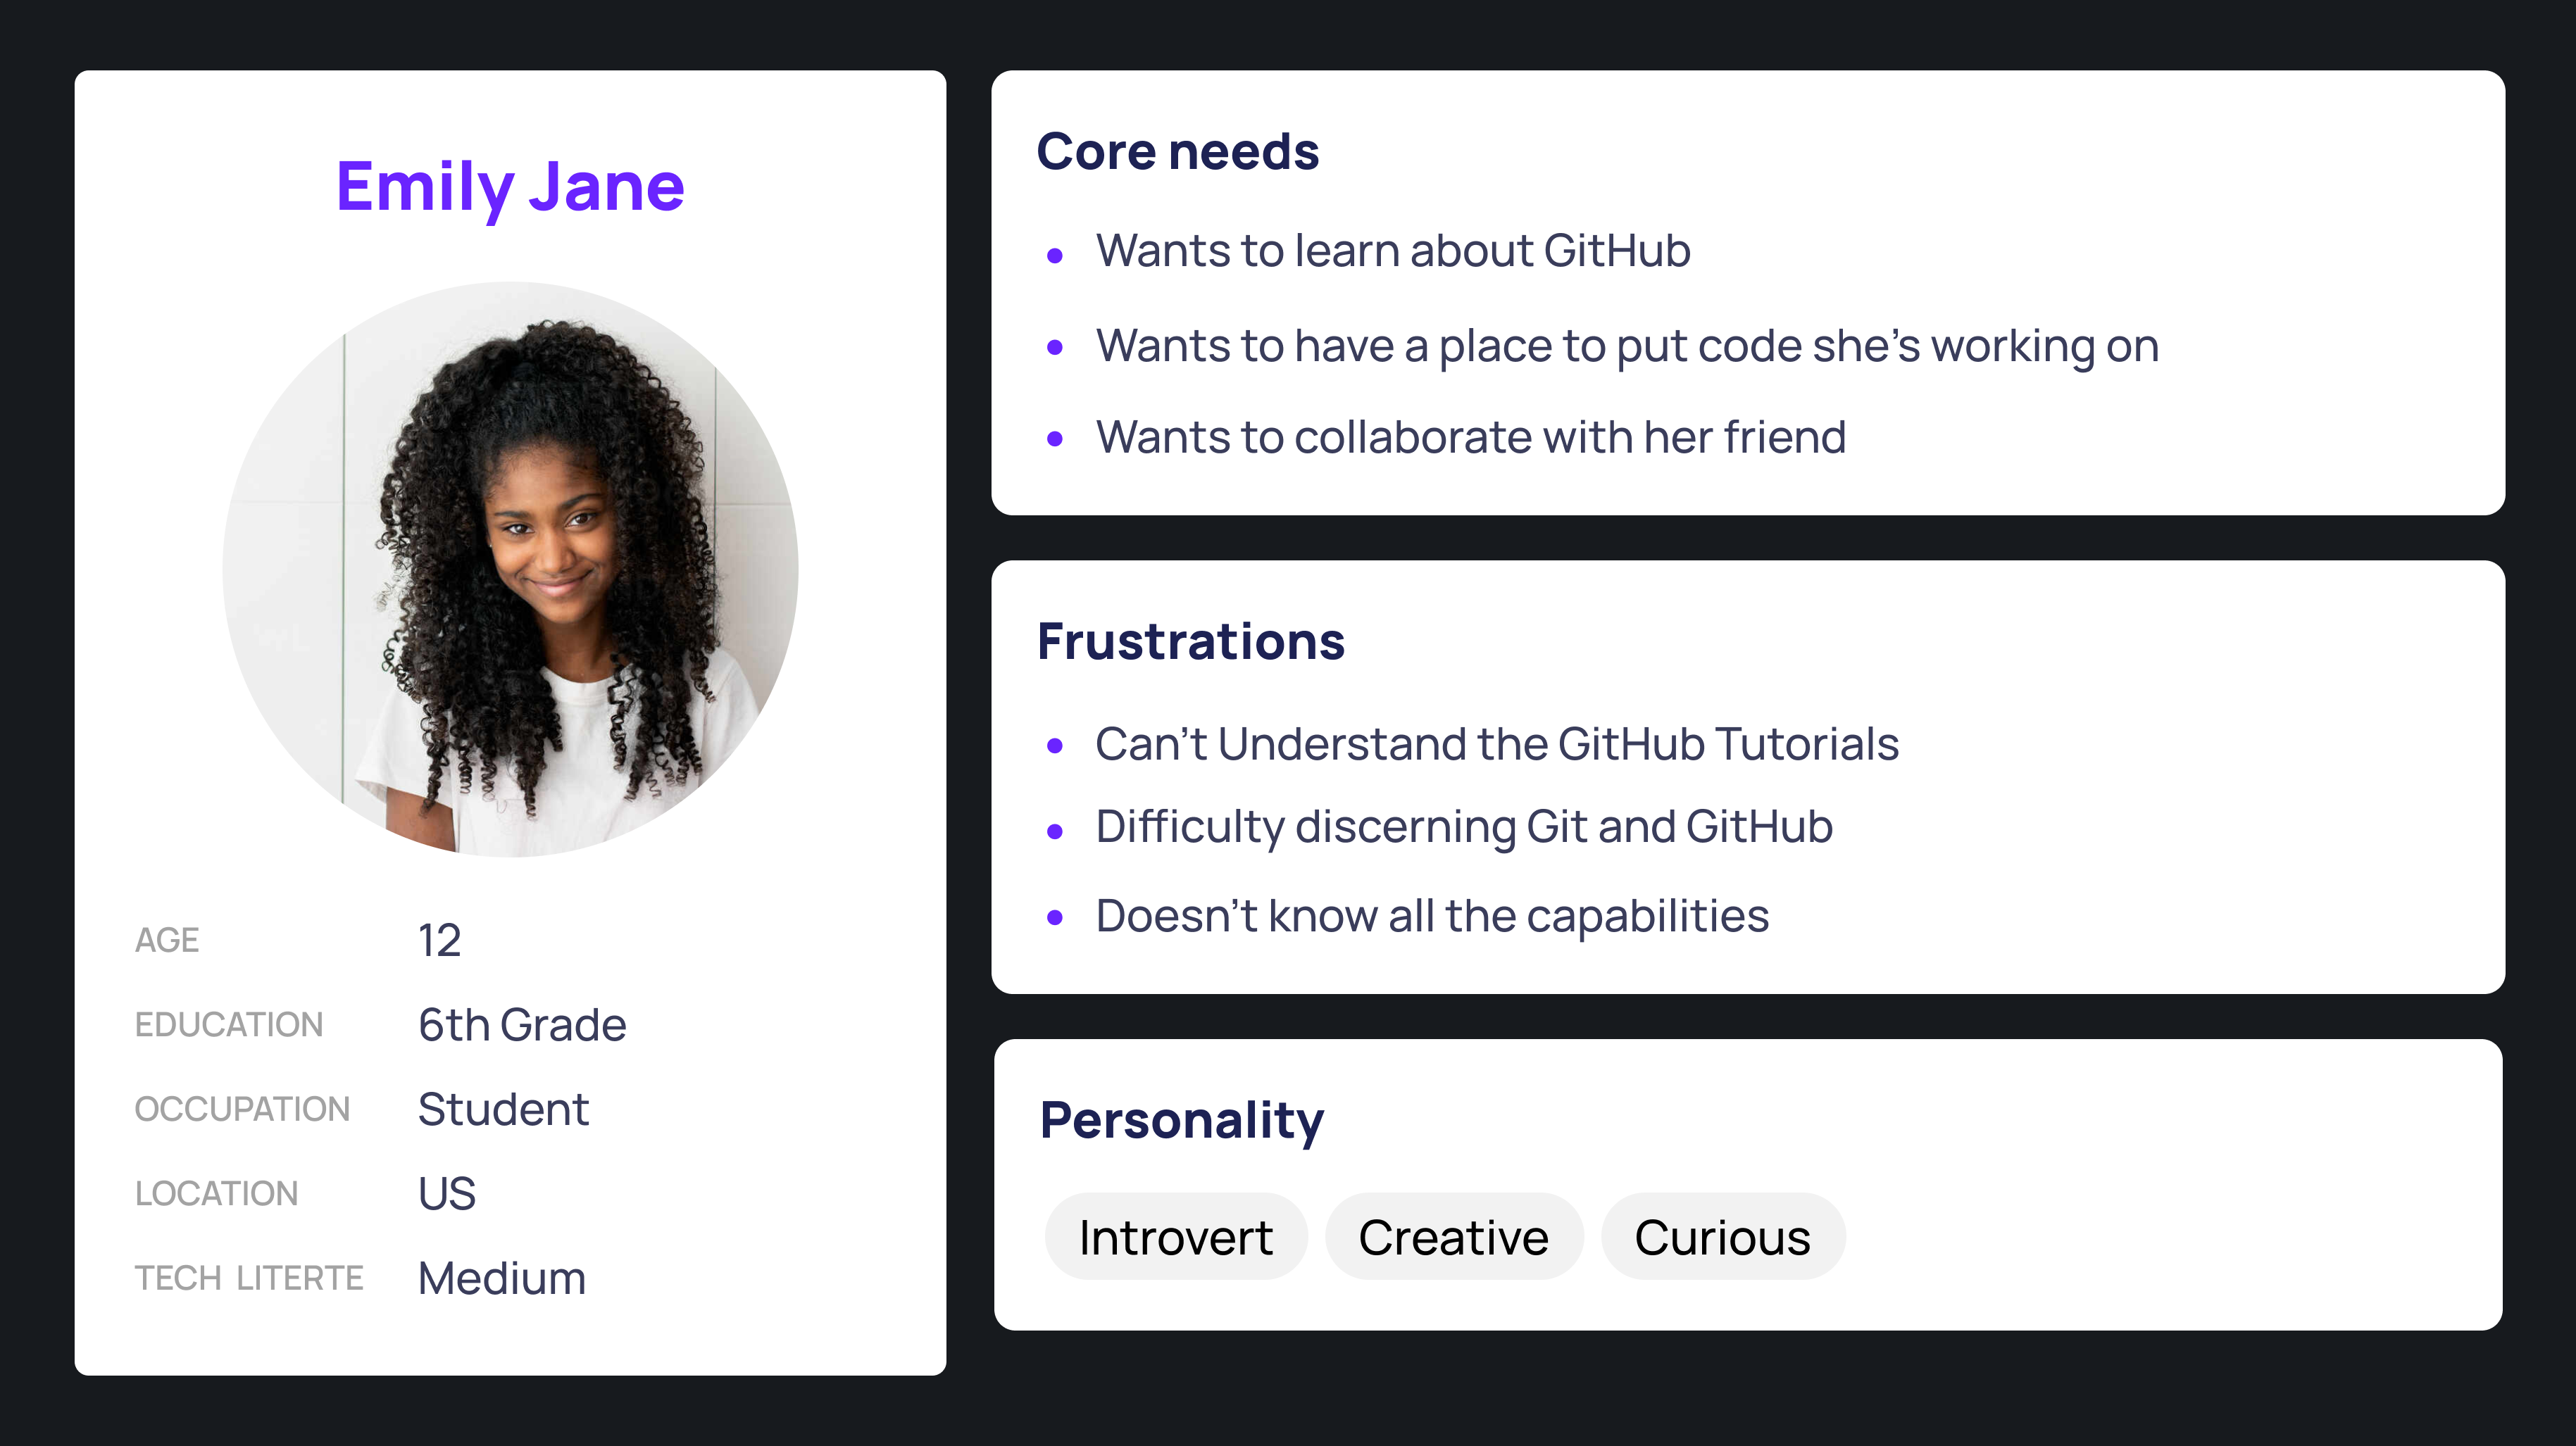 Emily Jane
AGE 12
EDUCATION 6th Grade
OCCUPATION Student
LOCATION US
TECH LITERTE Medium
Core needs
• Wants to learn about GitHub
• Wants to have a place to put code she’s working on
• Wants to collaborate with her friend
Frustrations
• Can’t Understand the GitHub Tutorials
• Difficulty discerning Git and GitHub
• Doesn’t know all the capabilities
Personality
Introvert Creative Curious